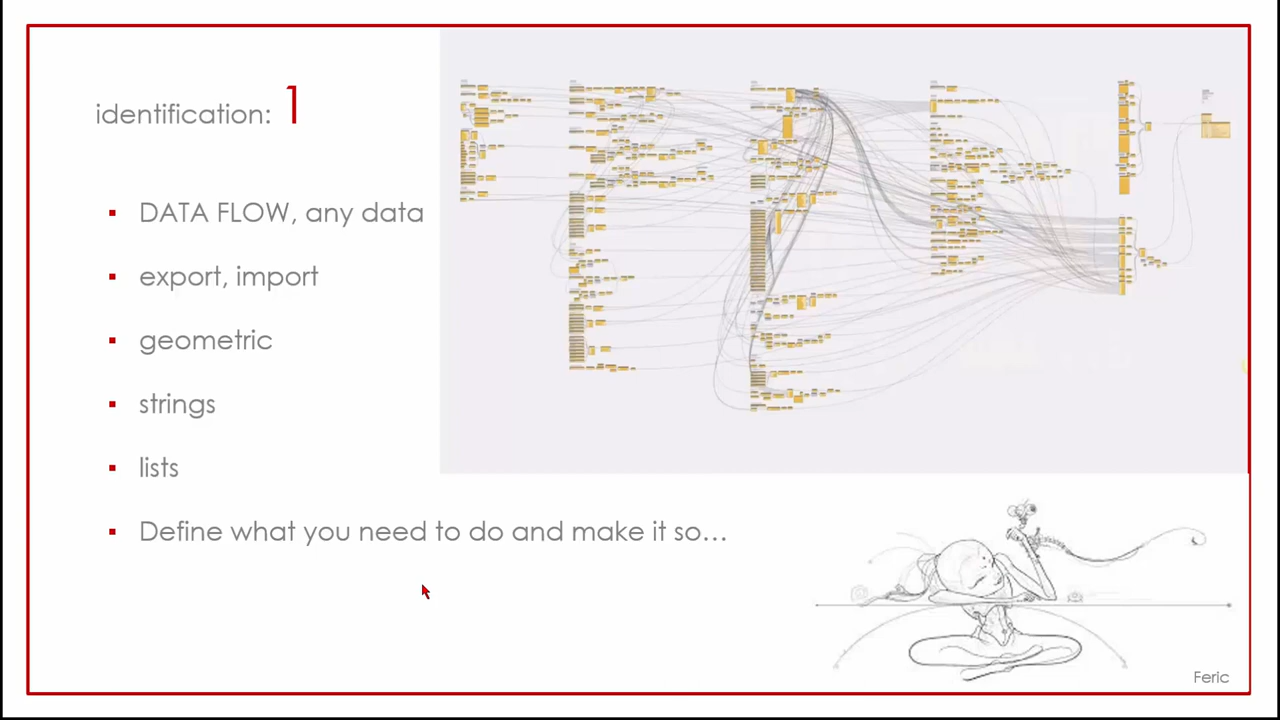 identification: 1
DATA FLOW, any data
export, import
geometric
strings
lists
Define what you need to do and make it so...
Feric